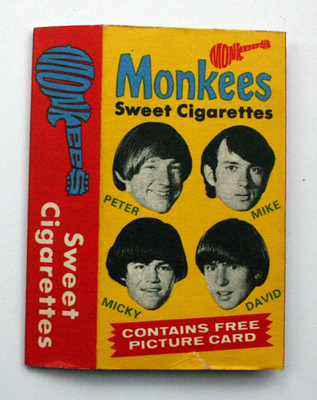 MONKEES
Sweet Cigarettes
MONKEES
Monkees
Sweet Cigarettes
PETER
MIKE
MICKY
DAVID
CONTAINS FREE
PICTURE CARD